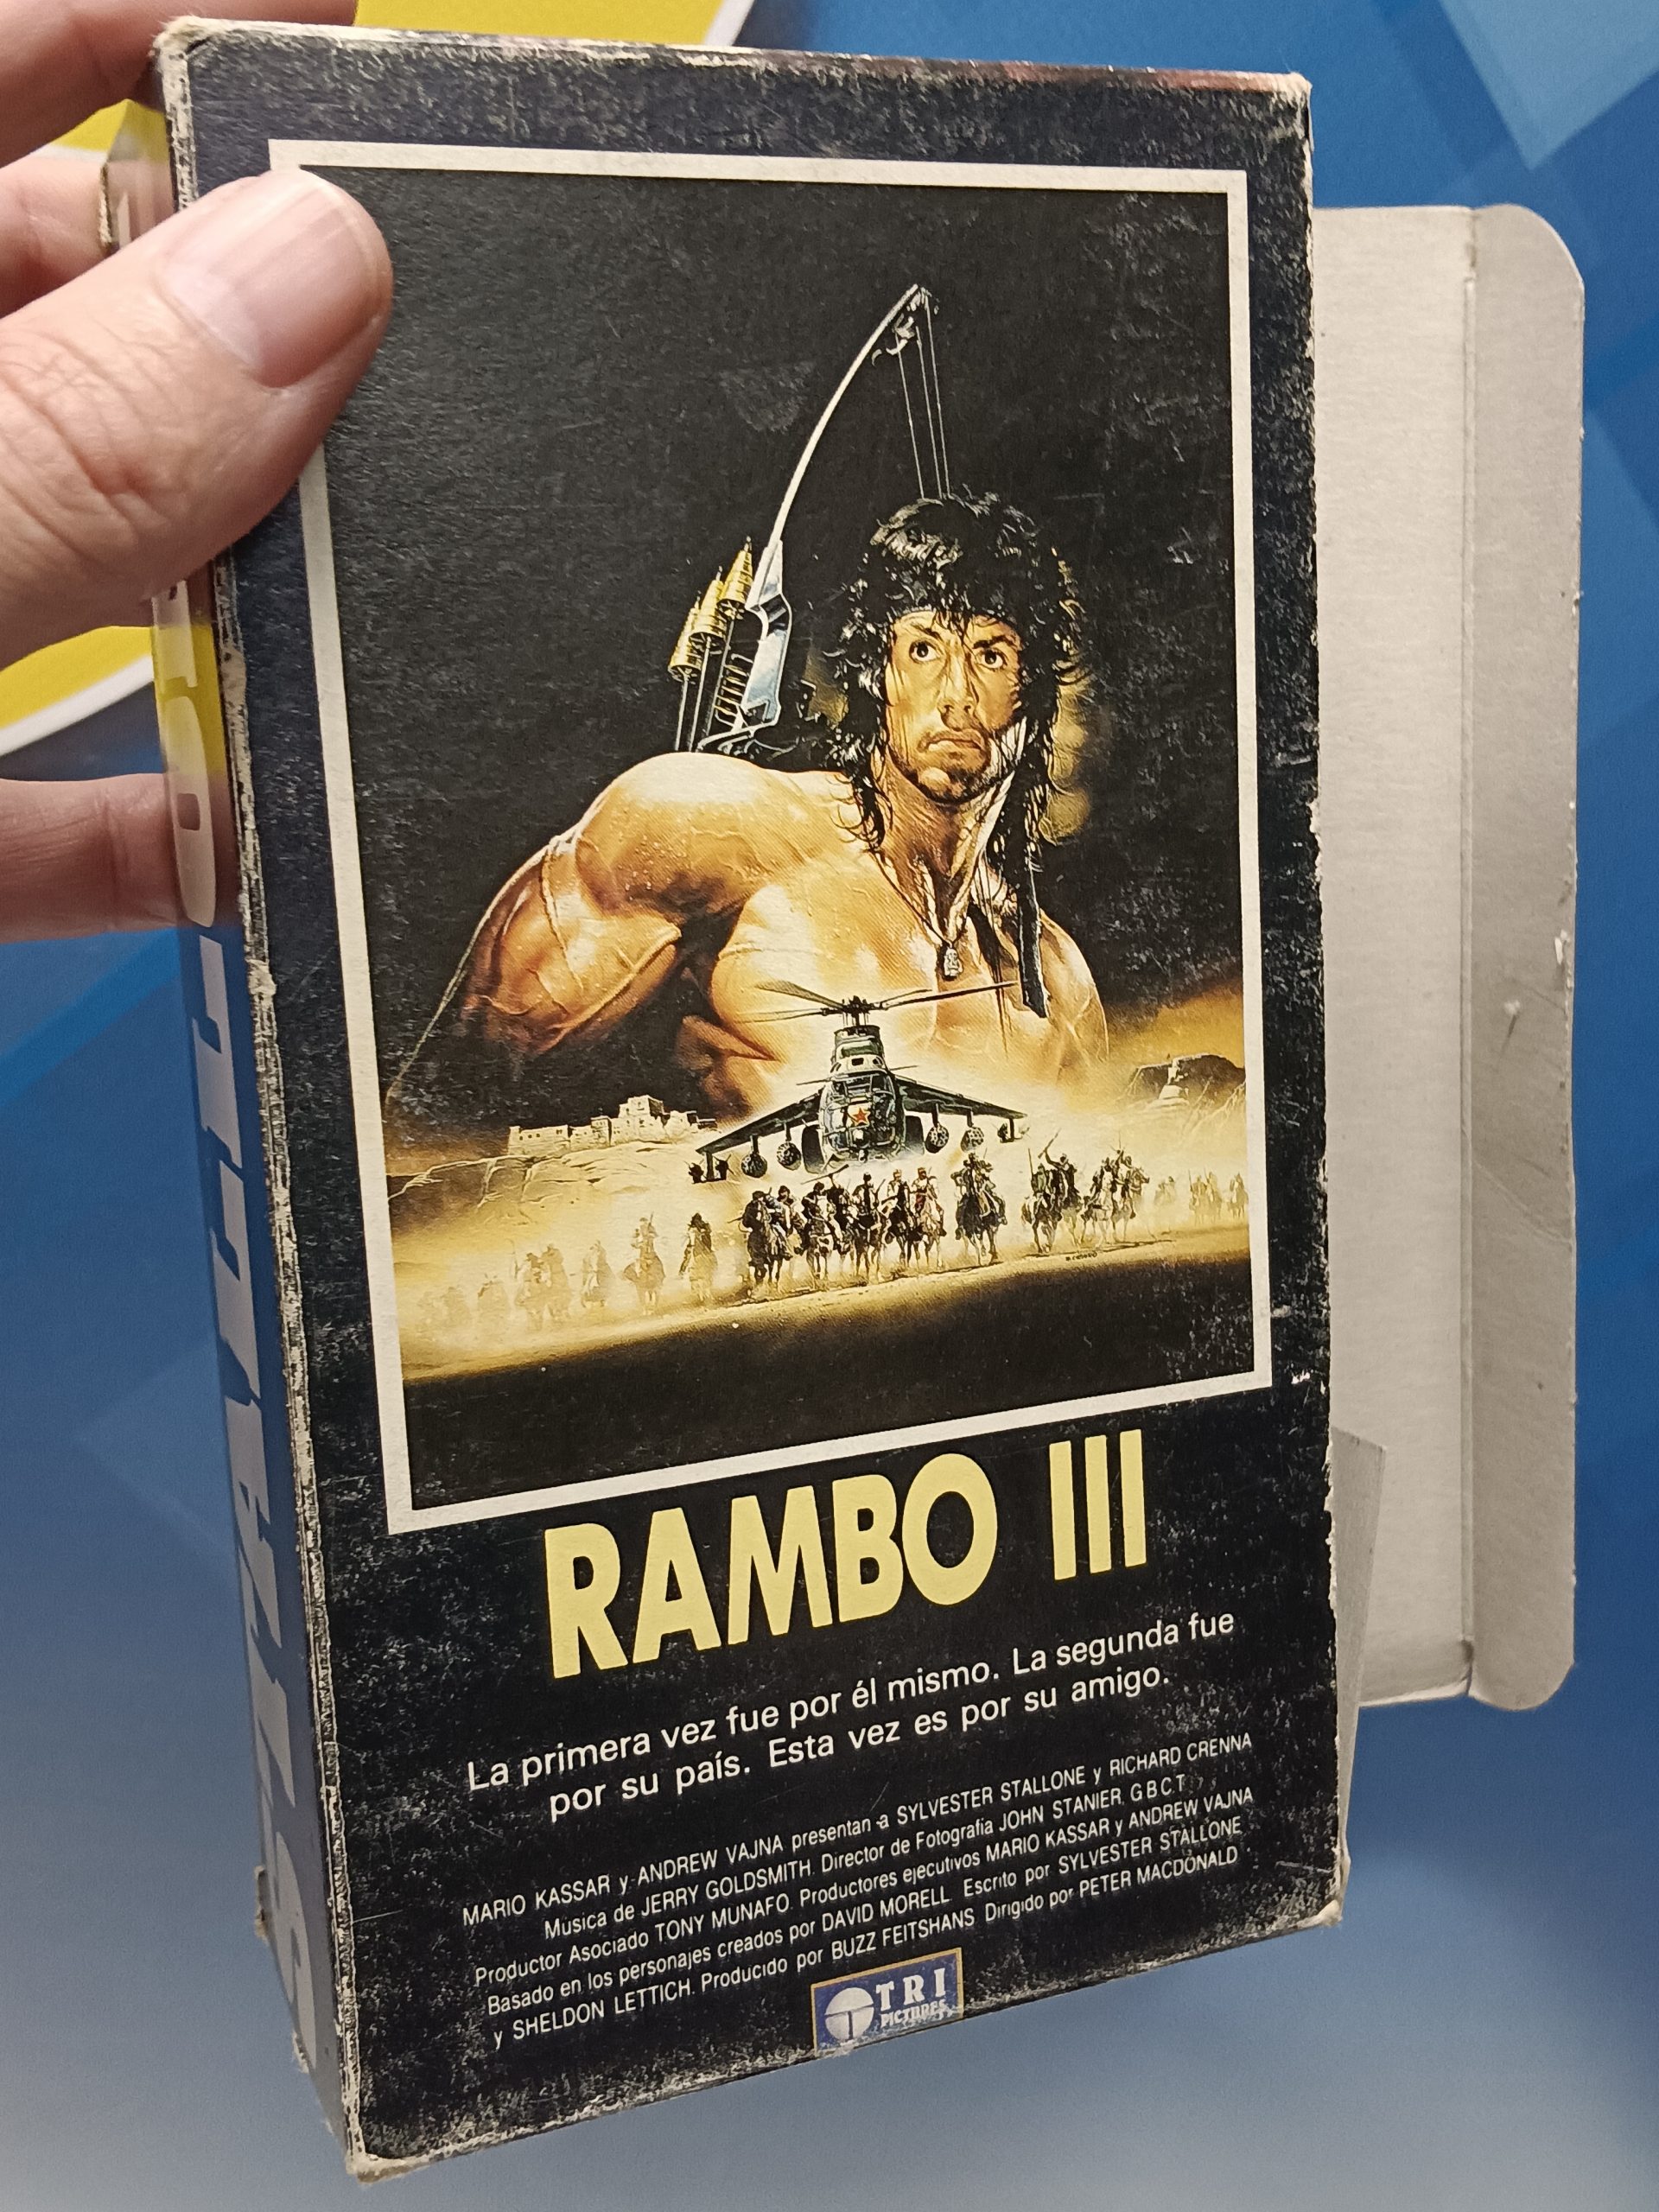 RAMBO III
La primera vez fue por él mismo. La segunda fue
por su país. Esta vez es por su amigo.
MARIO KASSAR y ANDREW VAJNA presentan a SYLVESTER STALLONE y RICHARD CRENNA
Musica de JERRY GOLDSMITH. Director de Fotografia JOHN STANIER, G B C T
Productor Asociado TONY MUNAFO. Productores ejecutivos MARIO KASSAR y ANDREW VAJNA
Basado en los personajes creados por DAVID MORELL. Escrito por SYLVESTER STALLONE
y SHELDON LETTICH. Producido por BUZZ FEITSHANS. Dirigido por PETER MACDONALD
TRI
PICTURES